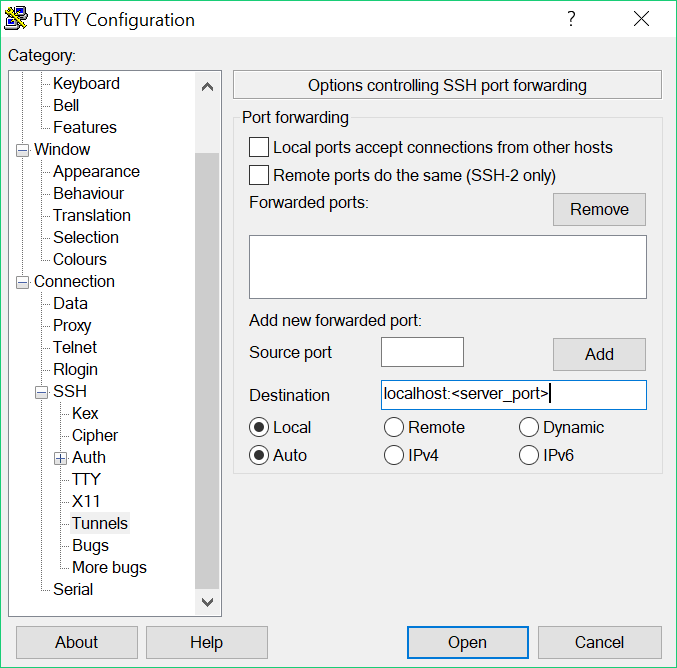 PuTTY Configuration
?
Category:
Keyboard
Bell
Features
Window
Appearance
Behaviour
Translation
Selection
Colours
Connection
Data
Proxy
Telnet
Rlogin
SSH
Kex
Cipher
Auth
TTY
X11
Tunnels
Bugs
More bugs
Serial
Options controlling SSH port forwarding
Port forwarding
Local ports accept connections from other hosts
Remote ports do the same (SSH-2 only)
Forwarded ports:
Remove
Add new forwarded port:
Source port
Add
Destination localhost:<server_port>
Local Remote Dynamic
Auto IPv4 IPv6
About Help Open Cancel